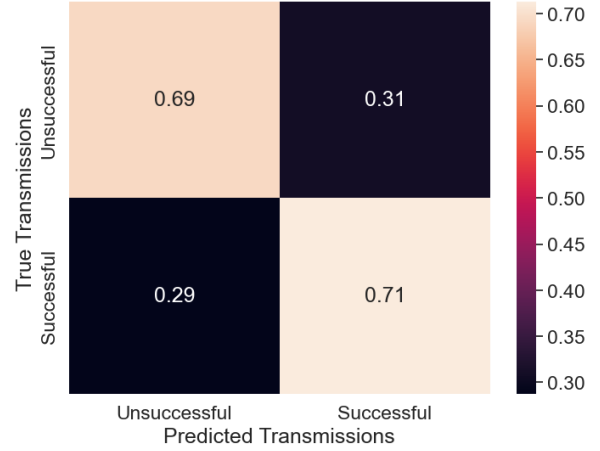 True Transmissions
Unsuccessful
Successful
0.69
0.31
0.29
0.71
Unsuccessful
Successful
Predicted Transmissions
0.70
0.65
0.60
0.55
0.50
0.45
0.40
0.35
0.30